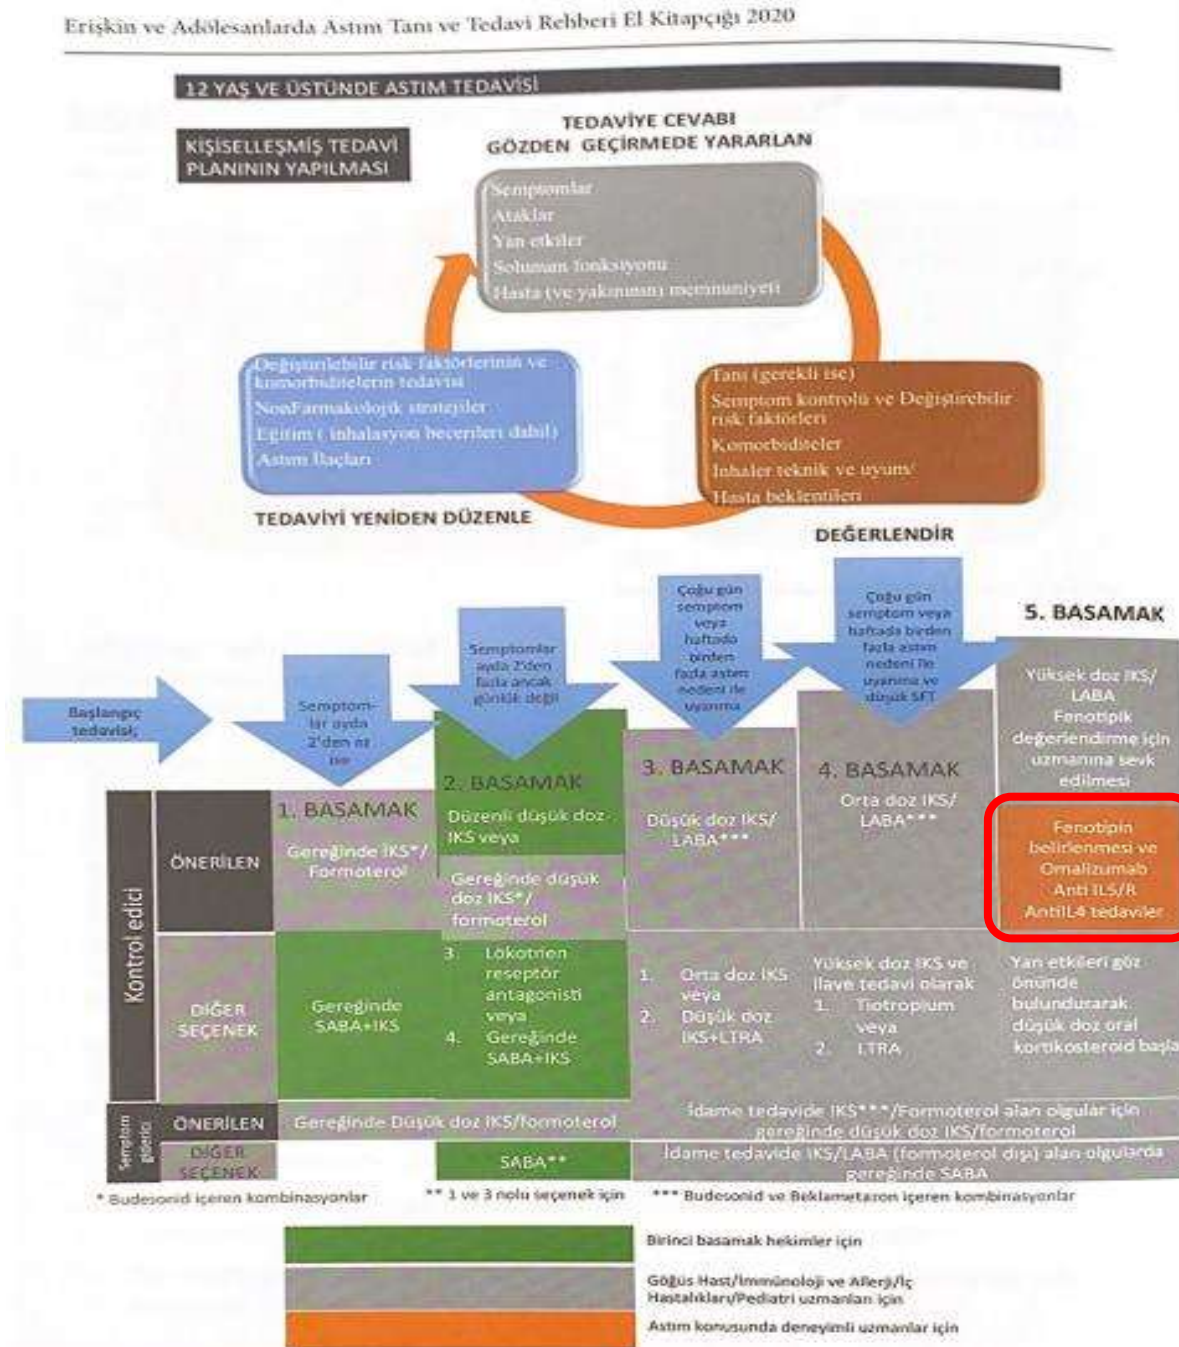 Erişkin ve Adölesanlarda Astım Tanı ve Tedavi Rehberi El Kitapçığı 2020
12 YAŞ VE ÜSTÜNDE ASTIM TEDAVİSİ
KİŞİSELLEŞMİŞ TEDAVİ
PLANININ YAPILMASI
TEDAVİYE CEVABI
GÖZDEN GEÇİRMEDE YARARLAN
Semptomlar
Ataklar
Yan etkiler
Solunum fonksiyonu
Hasta (ve yakınının) memnuniyeti
Değiştirilebilir risk faktörlerinin ve
komorbiditelerin tedavisi
NonFarmakolojik stratejiler
Eğitim ( inhalasyon becerileri dahil)
Astım İlaçları
Tanı (gerekli ise)
Semptom kontrolü ve Değiştirebilir
risk faktörleri
Komorbiditeler
İnhaler teknik ve uyum
Hasta beklentileri
TEDAVİYİ YENİDEN DÜZENLE
DEĞERLENDİR
Başlangıç
tedavisi;
Semptom-
lar ayda
2'den az
ise
Semptomlar
ayda 2'den
fazla ancak
günlük değil
Çoğu gün
semptom
veya
haftada
birden
fazla astım
nedeni ile
uyanma
Çoğu gün
semptom veya
haftada birden
fazla astım
nedeni ile
uyanma ve
düşük SFT
5. BASAMAK
Yüksek doz İKS/
LABA
Fenotipik
değerlendirme için
uzmanına sevk
edilmesi
Kontrol edici
ÖNERİLEN
1. BASAMAK
Gereğinde İKS*/
Formoterol
2. BASAMAK
Düzenli düşük doz
IKS veya
Gereğinde düşük
doz İKS*/
formoterol
3. BASAMAK
Düşük doz İKS/
LABA***
4. BASAMAK
Orta doz IKS/
LABA***
Fenotipin
belirlenmesi ve
Omalizumab
Anti IL5/R
AntiIL4 tedaviler
DİĞER
SEÇENEK
Gereğinde
SABA+IKS
3. Lökotrien
reseptör
antagonisti
veya
4. Gereğinde
SABA+IKS
1. Orta doz IKS
veya
2. Düşük doz
IKS+LTRA
Yüksek doz IKS ve
ilave tedavi olarak
1. Tiotropium
veya
2. LTRA
Yan etkileri göz
önünde
bulundurarak
düşük doz oral
kortikosteroid başla
Semptom
giderici
ÖNERİLEN
Gereğinde Düşük doz IKS/formoterol
İdame tedavide IKS***/Formoterol alan olgular için
gereğinde düşük doz IKS/formoterol
DİĞER
SEÇENEK
SABA**
İdame tedavide IKS/LABA (formoterol dışı) alan olgularda
gereğinde SABA
* Budesonid içeren kombinasyonlar
** 1 ve 3 nolu seçenek için
*** Budesonid ve Beklametazon içeren kombinasyonlar
Birinci basamak hekimler için
Göğüs Hast/İmmünoloji ve Allerji/İç
Hastalıkları/Pediatri uzmanları için
Astım konusunda deneyimli uzmanlar için